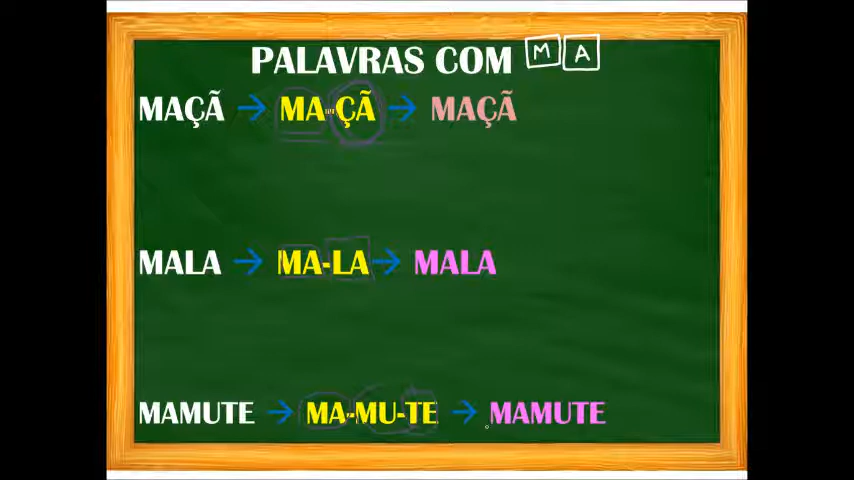 PALAVRAS COM M A
MAÇÃ → MA-ÇÃ → MAÇÃ
MALA → MA-LA → MALA
MAMUTE → MA-MU-TE → MAMUTE